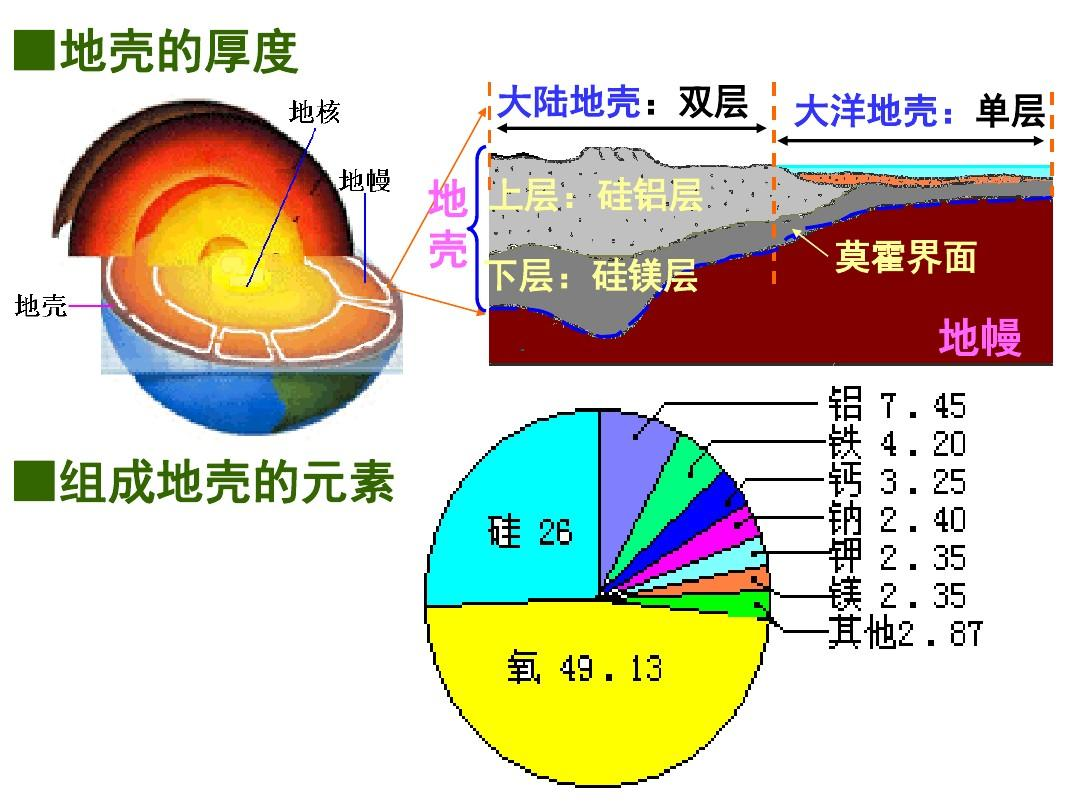 ■地壳的厚度
地核
地幔
地壳
大陆地壳：双层
大洋地壳：单层
地壳
上层：硅铝层
下层：硅镁层
莫霍界面
地幔
■组成地壳的元素
铝 7.45
铁 4.20
钙 3.25
钠 2.40
钾 2.35
镁 2.35
其他2.87
硅 26
氧 49.13